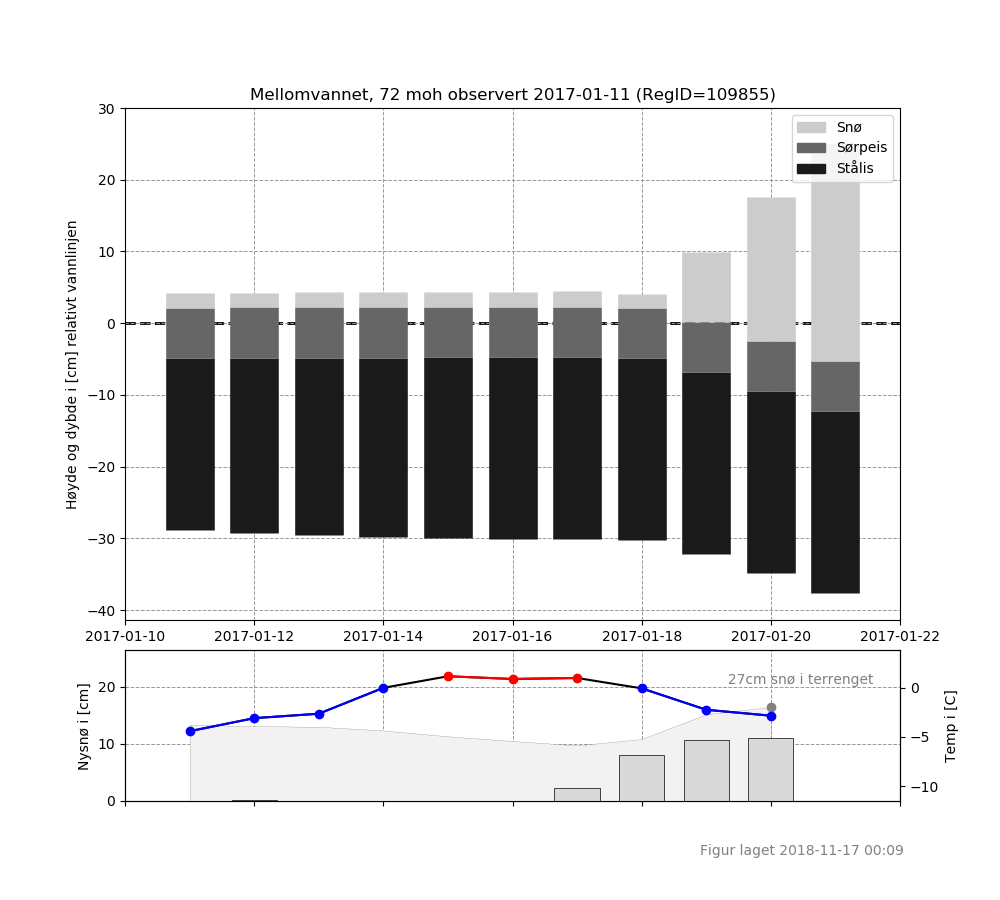 Mellomvannet, 72 moh observert 2017-01-11 (RegID=109855)
Høyde og dybde i [cm] relativt vannlinjen
30
20
10
0
−10
−20
−30
−40
Snø
Sørpeis
Stålis
2017-01-10 2017-01-12 2017-01-14 2017-01-16 2017-01-18 2017-01-20 2017-01-22
Nysnø i [cm]
20
10
0
27cm snø i terrenget
0
−5
−10
Temp i [C]
Figur laget 2018-11-17 00:09